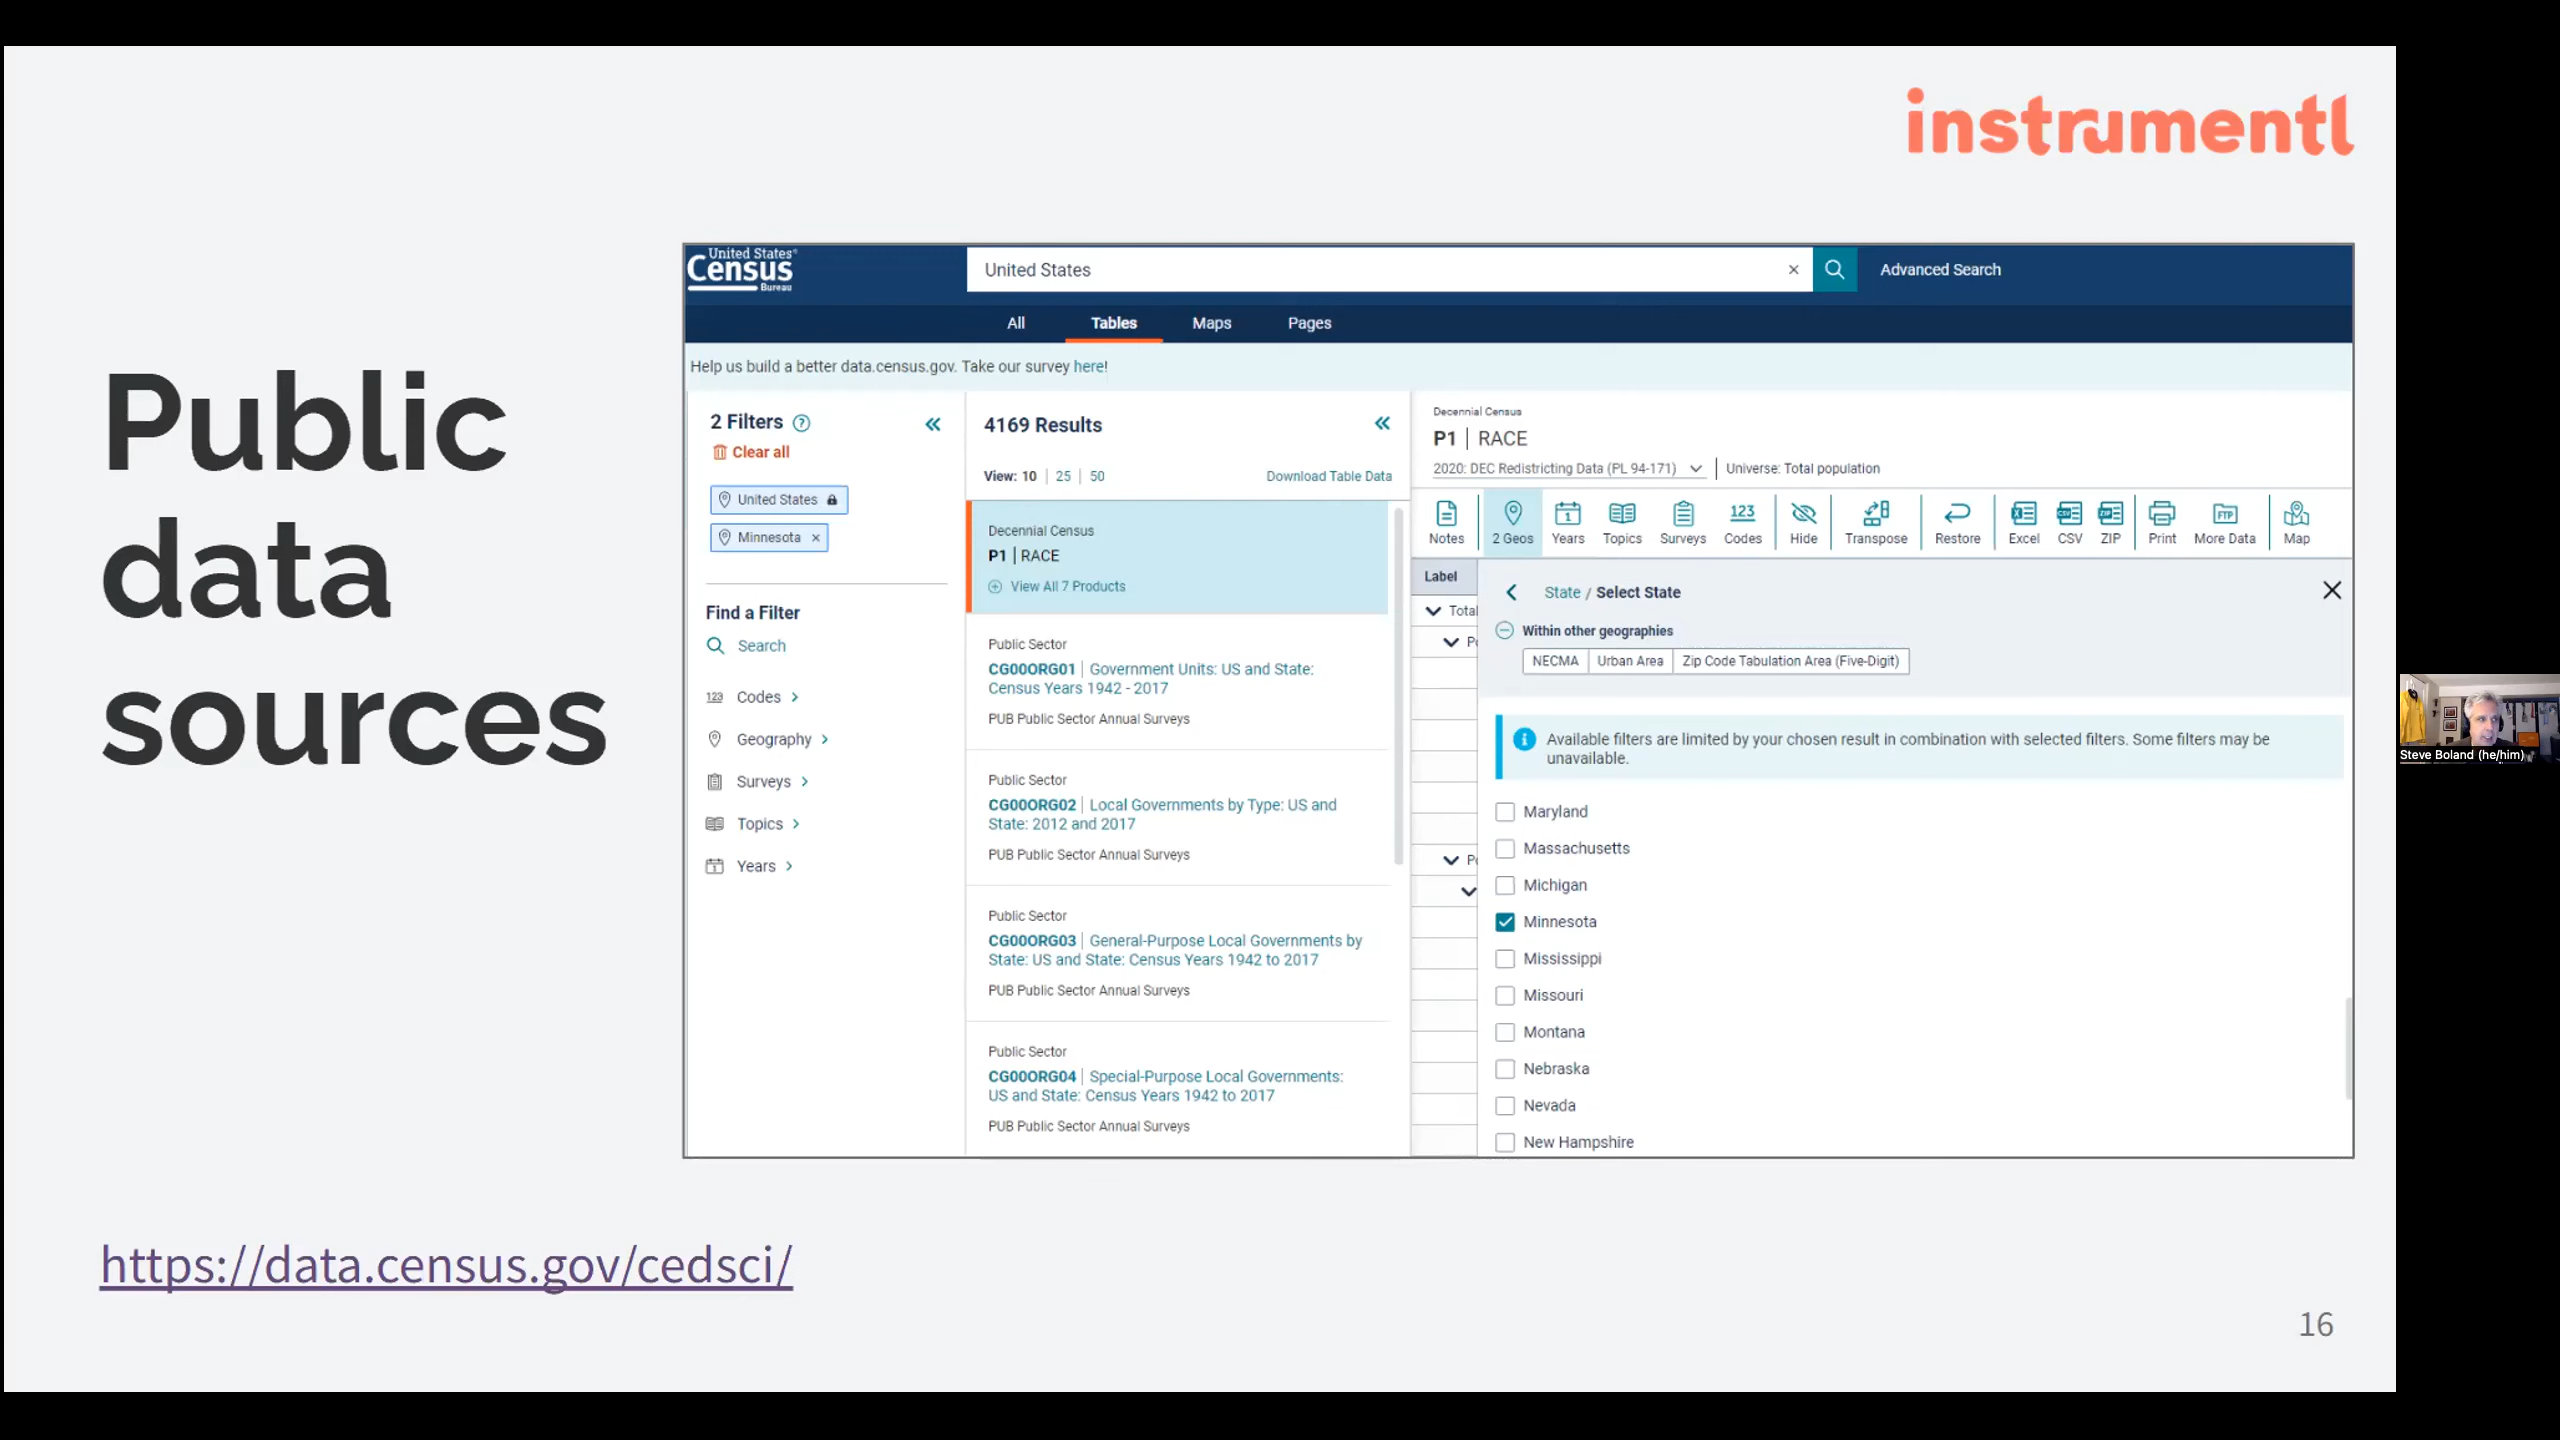 instrumentl
Public
data
sources
United States®
Census
Bureau
United States
Advanced Search
All
Tables
Maps
Pages
Help us build a better data.census.gov. Take our survey here!
2 Filters
Clear all
United States
Minnesota
Find a Filter
Search
123 Codes
Geography
Surveys
Topics
Years
4169 Results
View: 10 | 25 | 50
Download Table Data
Decennial Census
P1 | RACE
View All 7 Products
Public Sector
CG00ORG01 | Government Units: US and State:
Census Years 1942 - 2017
PUB Public Sector Annual Surveys
Public Sector
CG00ORG02 | Local Governments by Type: US and
State: 2012 and 2017
PUB Public Sector Annual Surveys
Public Sector
CG00ORG03 | General-Purpose Local Governments by
State: US and State: Census Years 1942 to 2017
PUB Public Sector Annual Surveys
Public Sector
CG00ORG04 | Special-Purpose Local Governments:
US and State: Census Years 1942 to 2017
PUB Public Sector Annual Surveys
Decennial Census
P1 | RACE
2020: DEC Redistricting Data (PL 94-171) | Universe: Total population
Notes
2 Geos
1
Years
Topics
Surveys
123
Codes
Hide
Transpose
Restore
Excel
CSV
CSV
ZIP
ZIP
Print
FTP
More Data
Map
Label
Total
State / Select State
Within other geographies
NECMA
Urban Area
Zip Code Tabulation Area (Five-Digit)
Available filters are limited by your chosen result in combination with selected filters. Some filters may be
unavailable.
Maryland
Massachusetts
Michigan
Minnesota
Mississippi
Missouri
Montana
Nebraska
Nevada
New Hampshire
https://data.census.gov/cedsci/
16
Steve Boland (he/him)